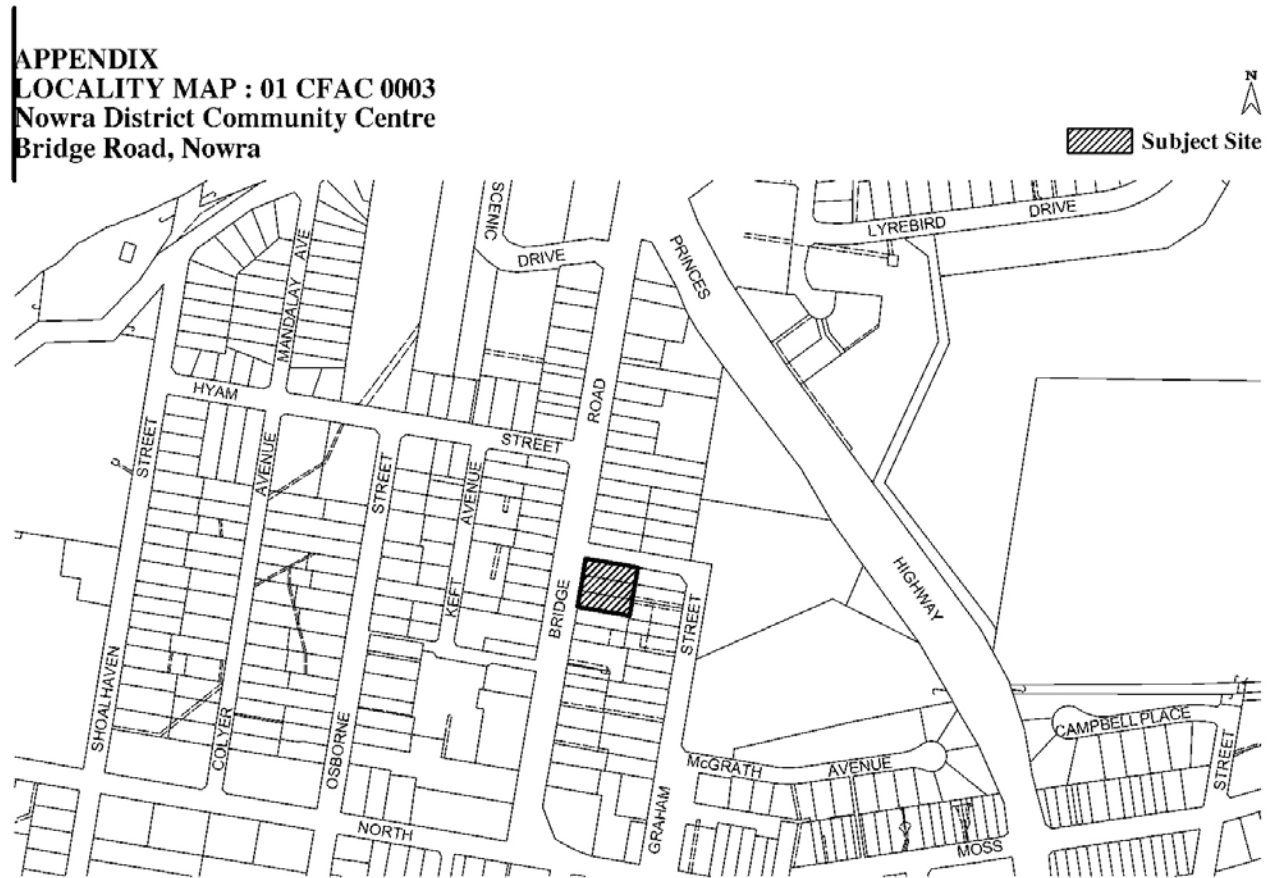 APPENDIX
LOCALITY MAP : 01 CFAC 0003
Nowra District Community Centre
Bridge Road, Nowra
N
Subject Site
SCENIC
DRIVE
PRINCES
HIGHWAY
LYREBIRD
DRIVE
MANDALAY AVE
HYAM
STREET
ROAD
BRIDGE
SHOALHAVEN
STREET
COLYER
AVENUE
OSBORNE
STREET
KEFT
AVENUE
GRAHAM
STREET
McGRATH
AVENUE
CAMPBELL PLACE
STREET
NORTH
MOSS